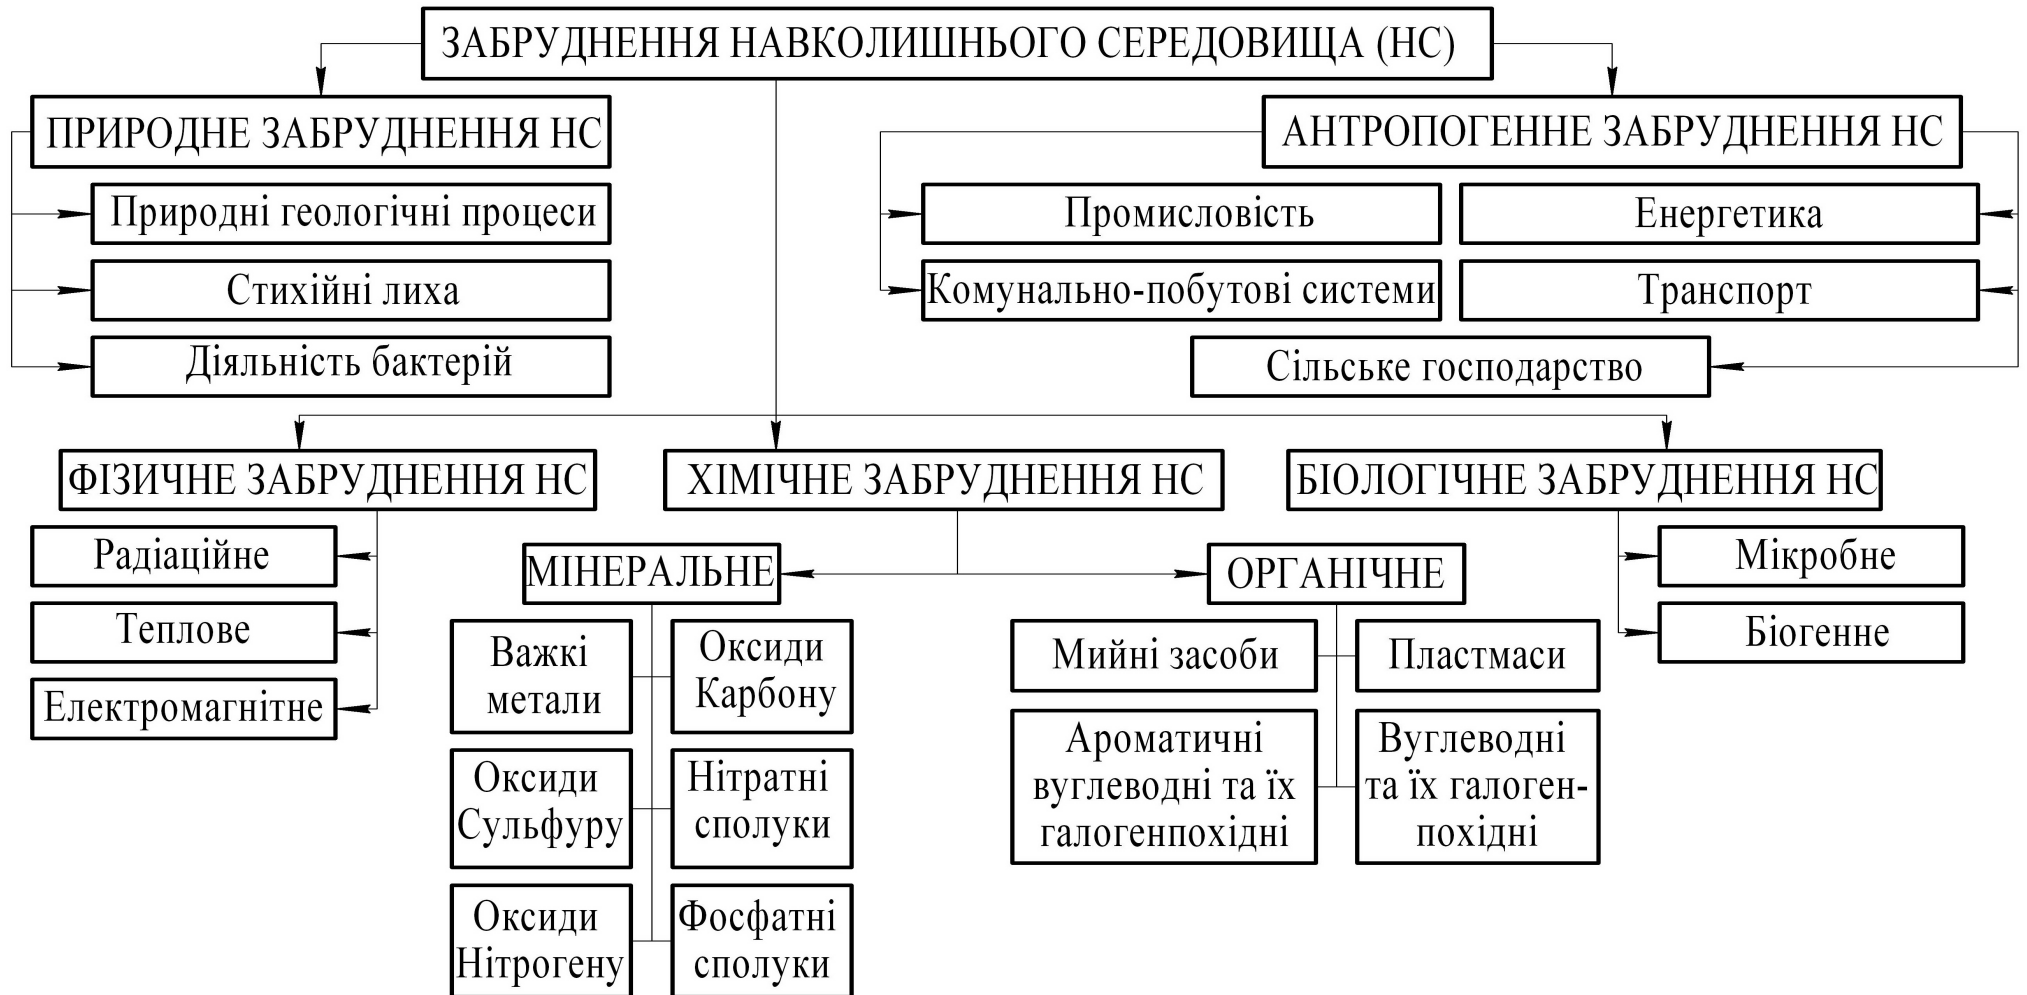 ЗАБРУДНЕННЯ НАВКОЛИШНЬОГО СЕРЕДОВИЩА (НС)
ПРИРОДНЕ ЗАБРУДНЕННЯ НС
Природні геологічні процеси
Стихійні лиха
Діяльність бактерій
АНТРОПОГЕННЕ ЗАБРУДНЕННЯ НС
Промисловість
Енергетика
Комунально-побутові системи
Транспорт
Сільське господарство
ФІЗИЧНЕ ЗАБРУДНЕННЯ НС
Радіаційне
Теплове
Електромагнітне
ХІМІЧНЕ ЗАБРУДНЕННЯ НС
МІНЕРАЛЬНЕ
Важкі
метали
Оксиди
Карбону
Оксиди
Сульфуру
Нітратні
сполуки
Оксиди
Нітрогену
Фосфатні
сполуки
ОРГАНІЧНЕ
Мийні засоби
Пластмаси
Ароматичні
вуглеводні та їх
галогенпохідні
Вуглеводні
та їх галоген-
похідні
БІОЛОГІЧНЕ ЗАБРУДНЕННЯ НС
Мікробне
Біогенне